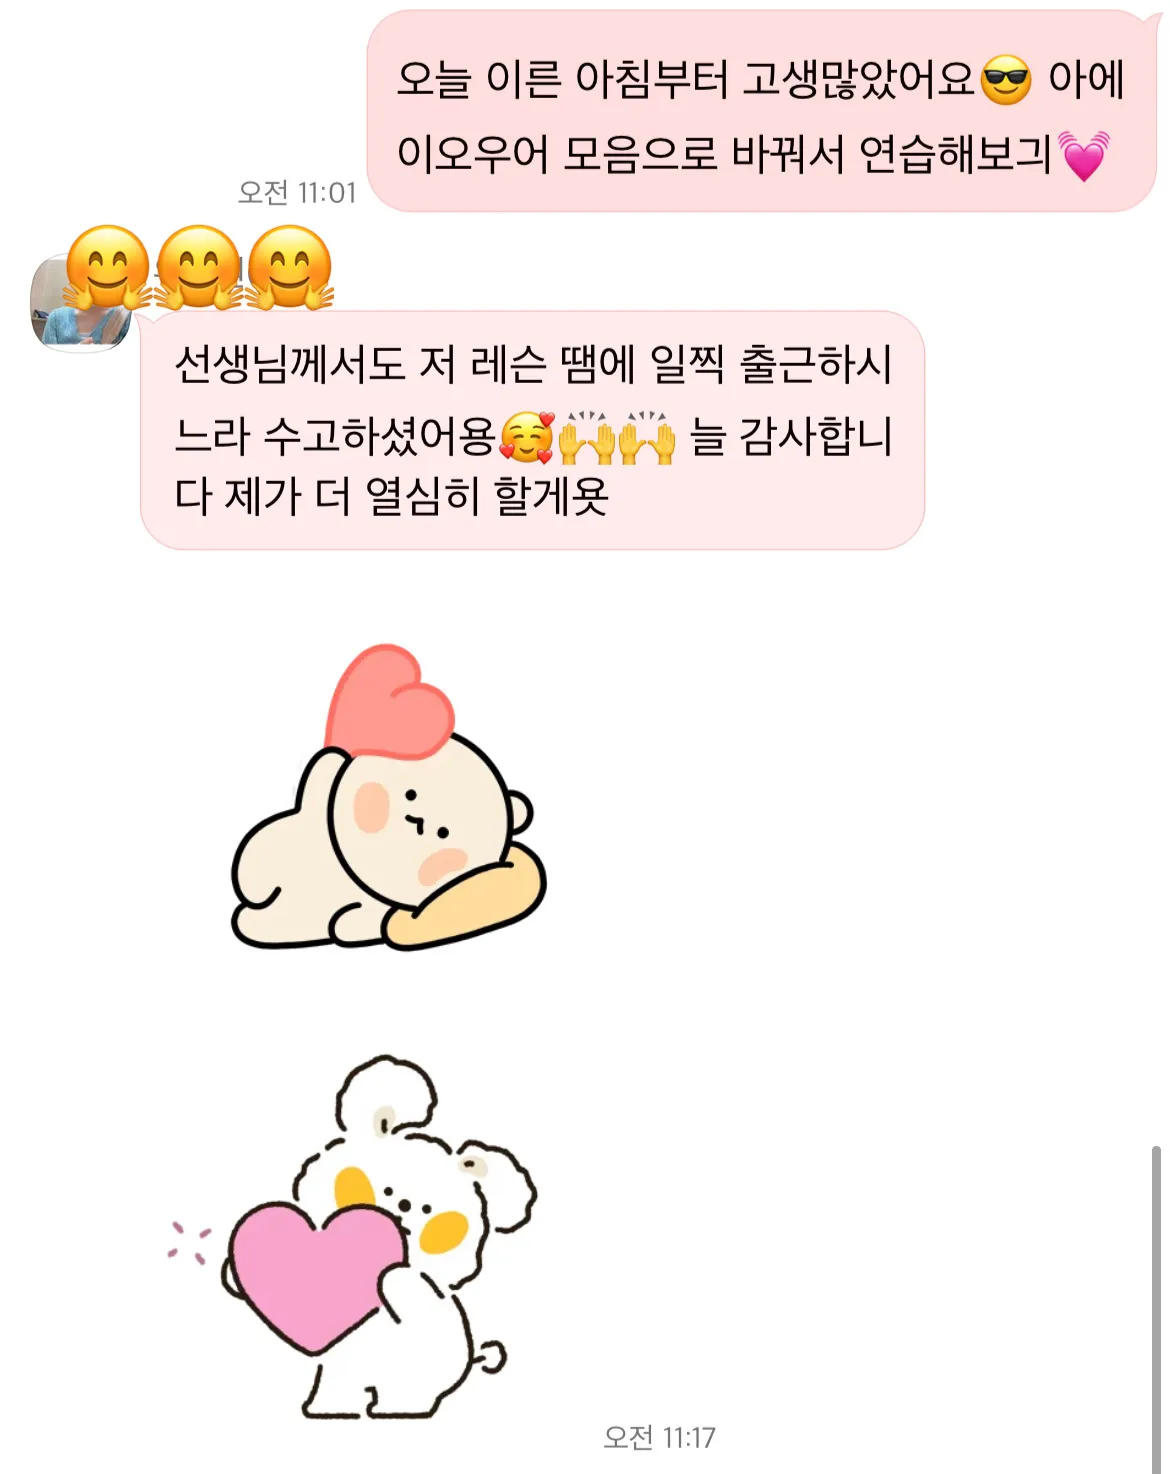 오늘 이른 아침부터 고생많았어요😎 아에
이오우어 모음으로 바꿔서 연습해보긔💓
오전 11:01
선생님께서도 저 레슨 땜에 일찍 출근하시
느라 수고하셨어용🥰🙌🙌 늘 감사합니
다 제가 더 열심히 할게욧
오전 11:17